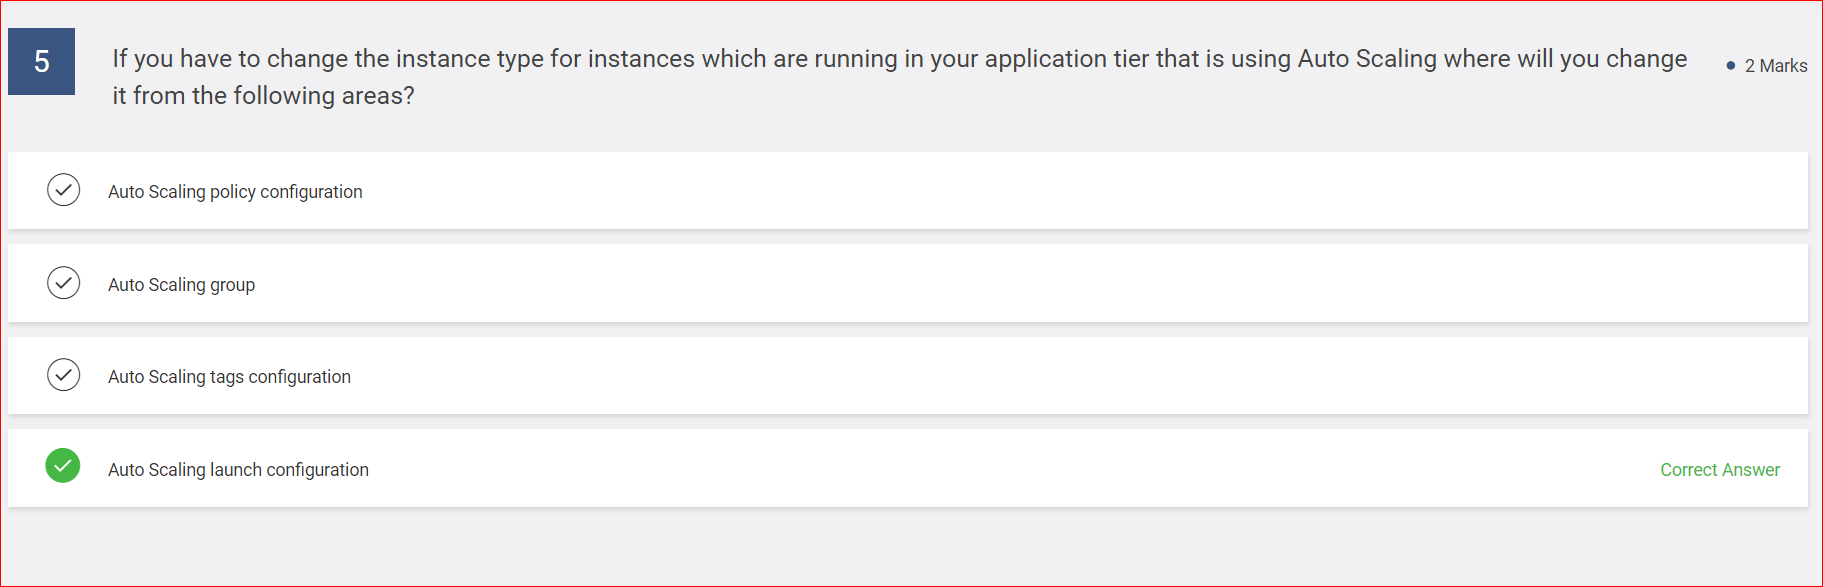 5
If you have to change the instance type for instances which are running in your application tier that is using Auto Scaling where will you change
it from the following areas?
2 Marks
Auto Scaling policy configuration
Auto Scaling group
Auto Scaling tags configuration
Auto Scaling launch configuration
Correct Answer